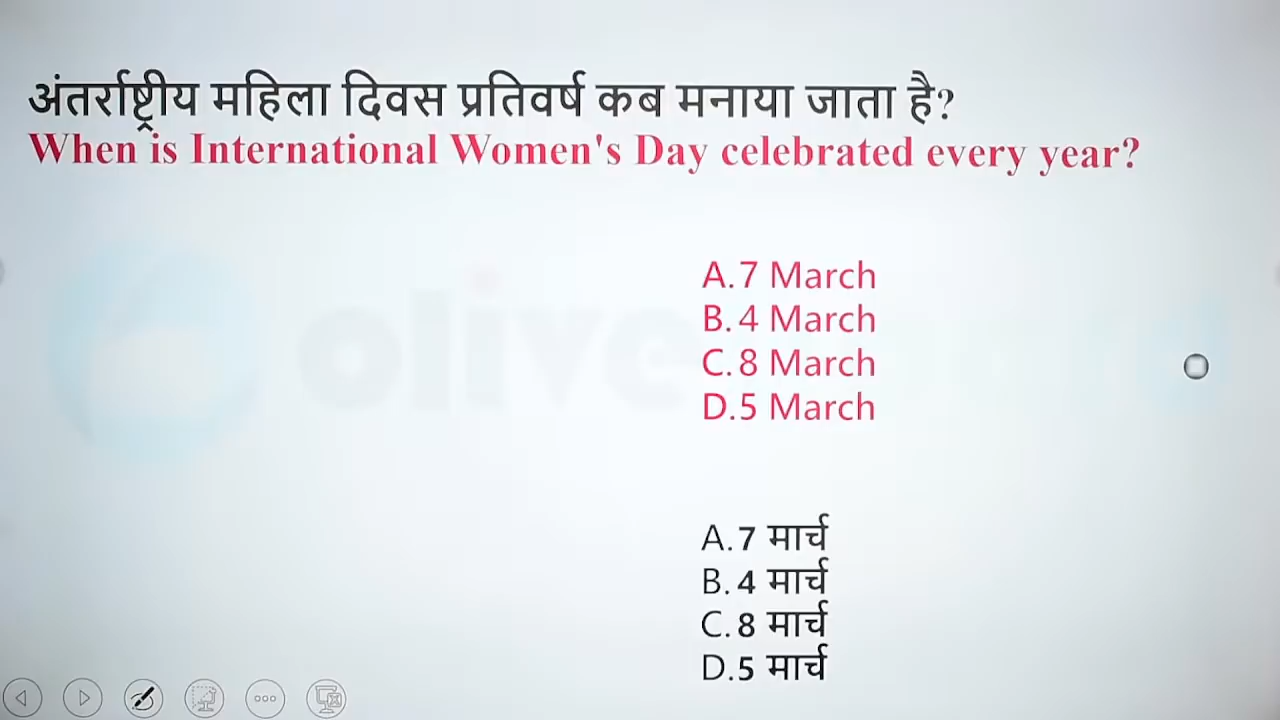 अंतर्राष्ट्रीय महिला दिवस प्रतिवर्ष कब मनाया जाता है?
When is International Women's Day celebrated every year?
A.7 March
B.4 March
C.8 March
D.5 March
olive
A.7 मार्च
B.4 मार्च
C.8 मार्च
D.5 मार्च